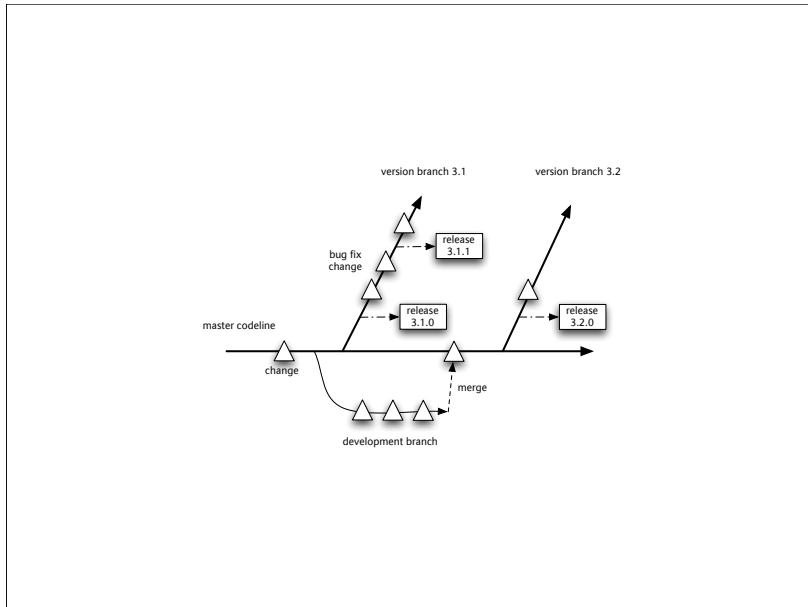 version branch 3.1
version branch 3.2
release
3.1.1
bug fix
change
release
3.1.0
release
3.2.0
master codeline
change
merge
development branch